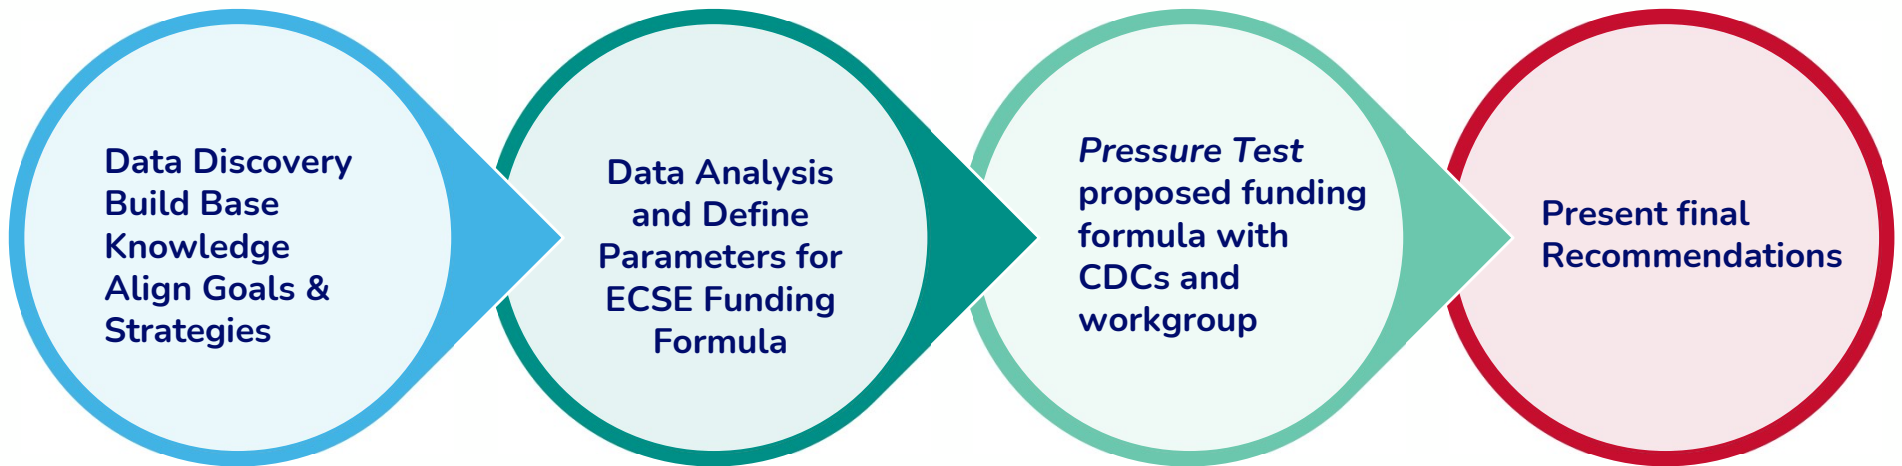 Data Discovery
Build Base
Knowledge
Align Goals &
Strategies
Data Analysis
and Define
Parameters for
ECSE Funding
Formula
Pressure Test
proposed funding
formula with
CDCs and
workgroup
Present final
Recommendations